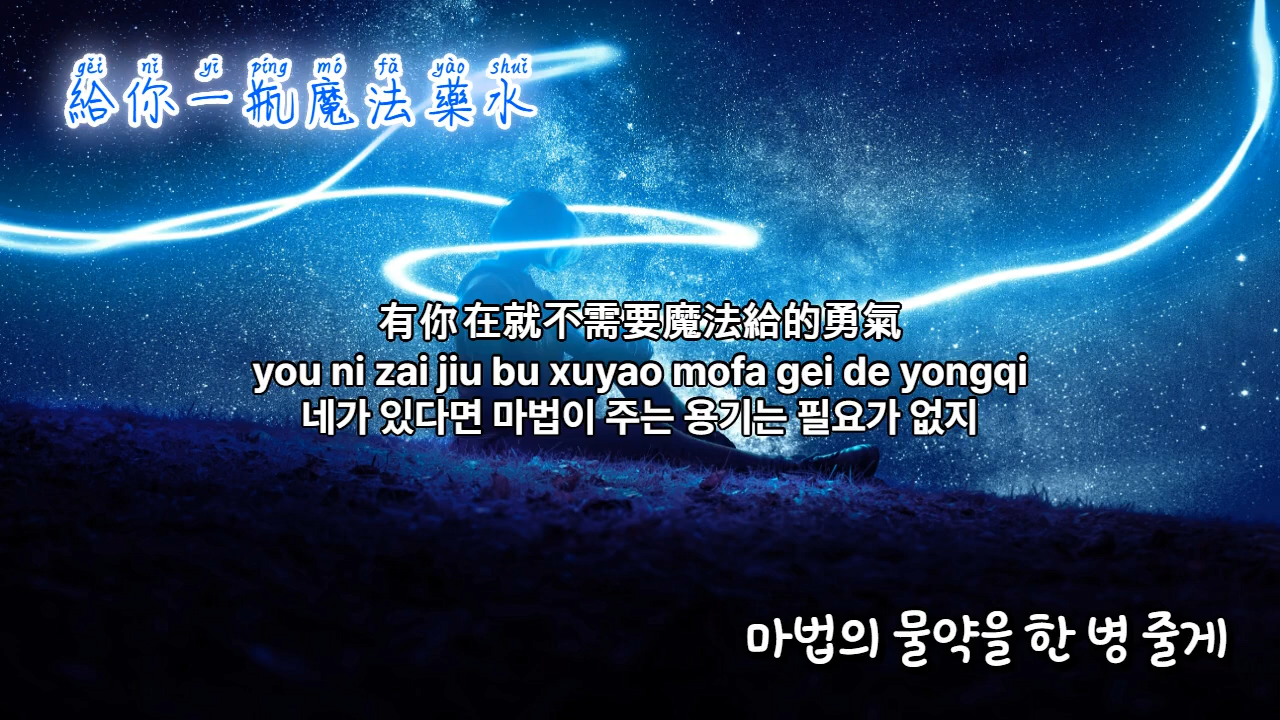 gěi nǐ yī píng mó fǎ yào shuǐ
給你一瓶魔法藥水
有你在就不需要魔法給的勇氣
you ni zai jiu bu xuyao mofa gei de yongqi
네가 있다면 마법이 주는 용기는 필요가 없지
마법의 물약을 한 병 줄게